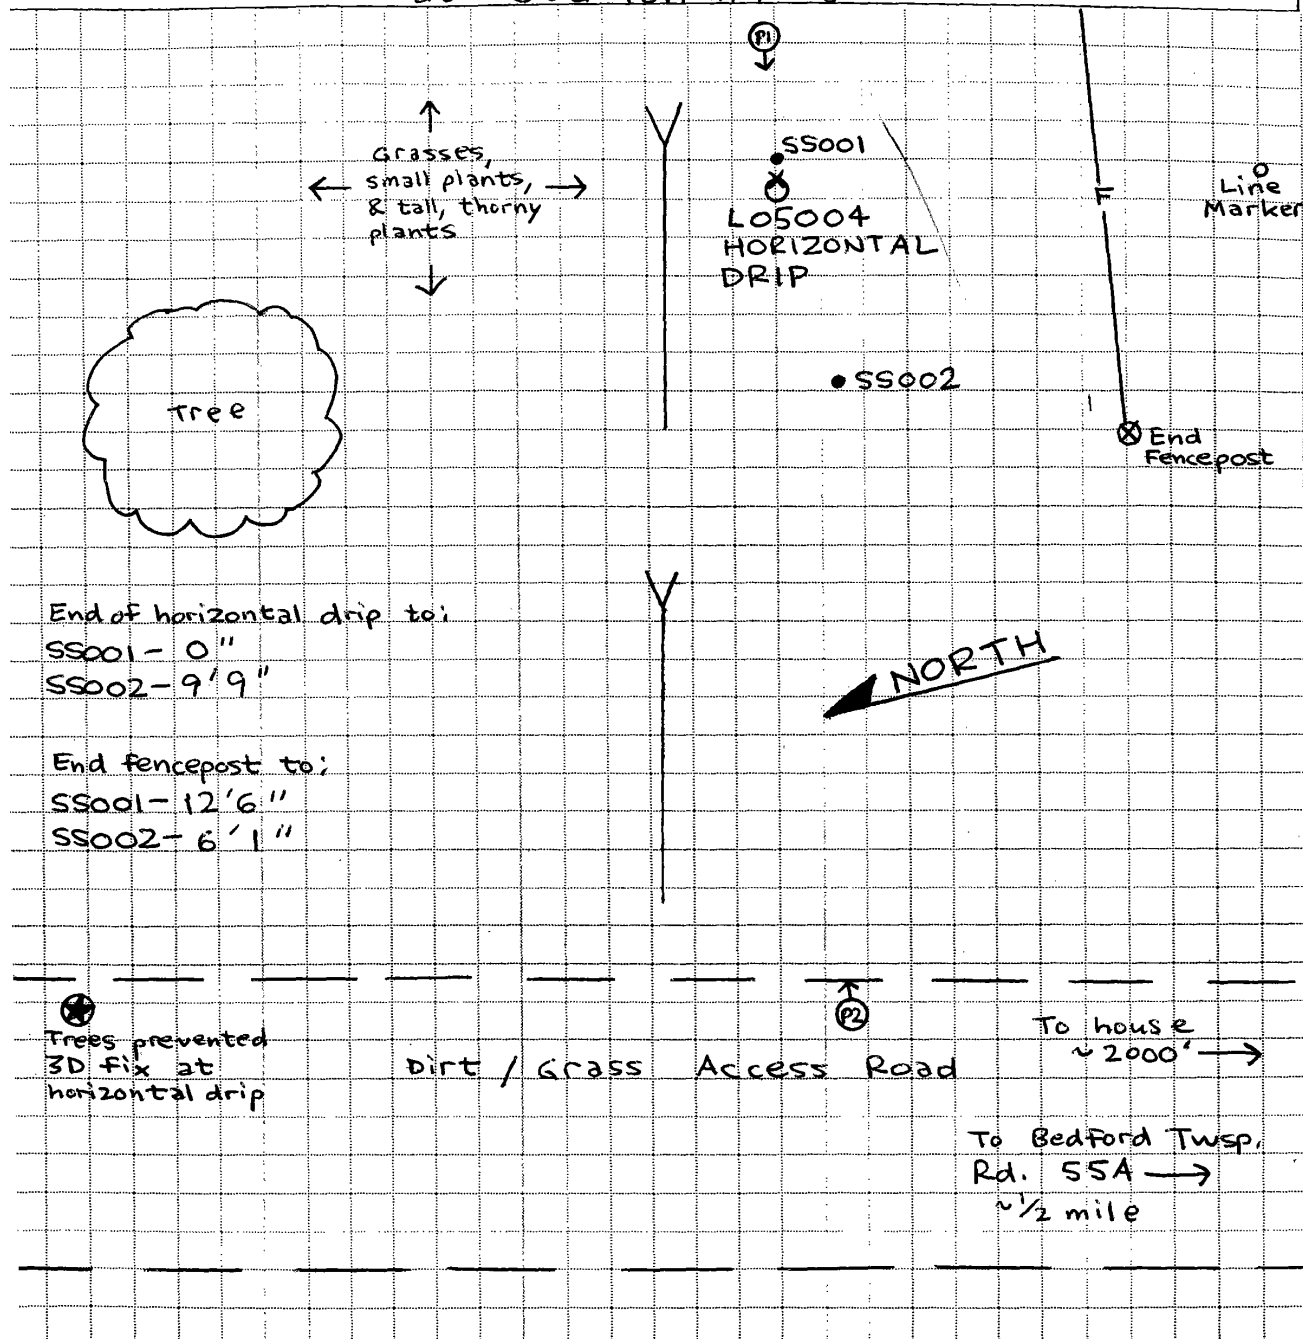 P1
Grasses,
small plants,
& tall, thorny
plants
SS001
LO5004
HORIZONTAL
DRIP
F
Line
Marker
Tree
SS002
End
Fencepost
End of horizontal drip to:
SS001- 0"
SS002-9'9"
NORTH
End fencepost to:
SS001- 12'6"
SS002- 6'1"
P2
Trees prevented
3D fix at
horizontal drip
Dirt / Grass Access Road
To house
~ 2000'
To Bedford Twsp.
Rd. 55A
~ 1/2 mile